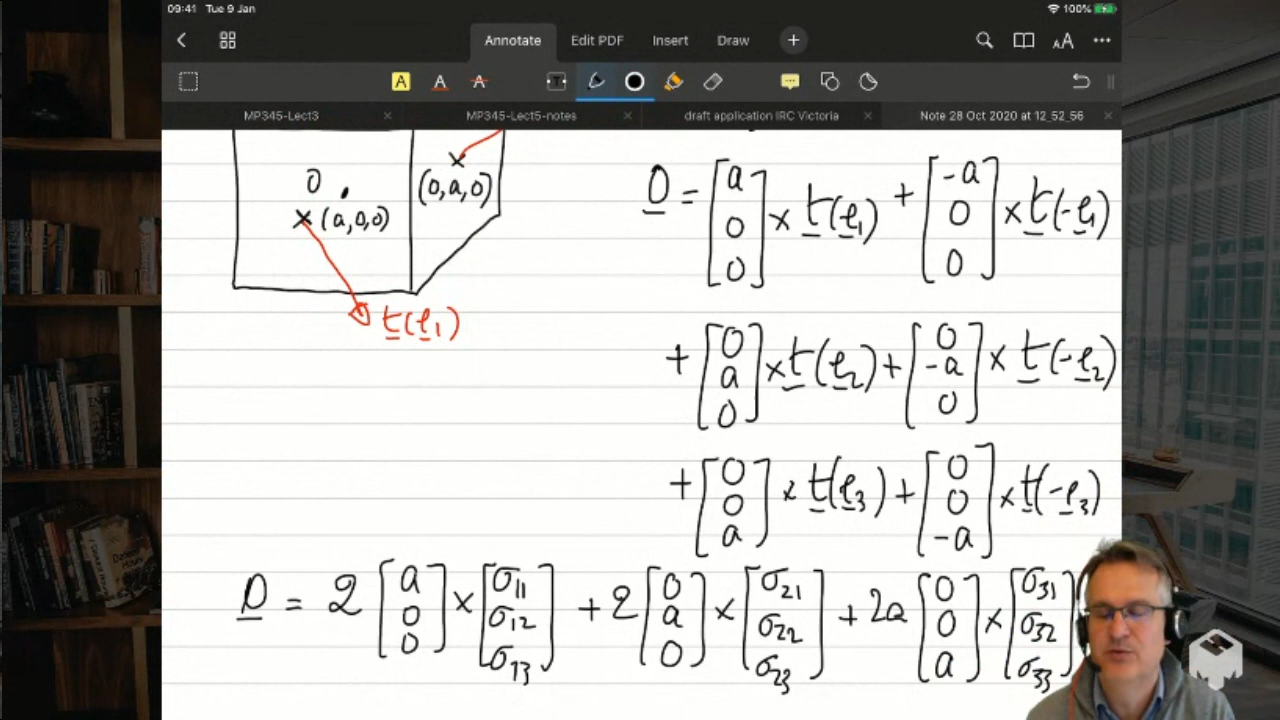 09:41 Tue 9 Jan 100%
Annotate Edit PDF Insert Draw
MP345-Lect3 MP345-Lect5-notes draft application IRC Victoria Note 28 Oct 2020 at 12_52_56
0
(a,0,0)
(0,a,0)
t(e1)
0 = [a 0 0] × t(e1) + [-a 0 0] × t(-e1)
+ [0 a 0] × t(e2) + [0 -a 0] × t(-e2)
+ [0 0 a] × t(e3) + [0 0 -a] × t(-e3)
0 = 2 [a 0 0] × [σ11 σ12 σ13] + 2 [0 a 0] × [σ21 σ22 σ23] + 2a [0 0 a] × [σ31 σ32 σ33]